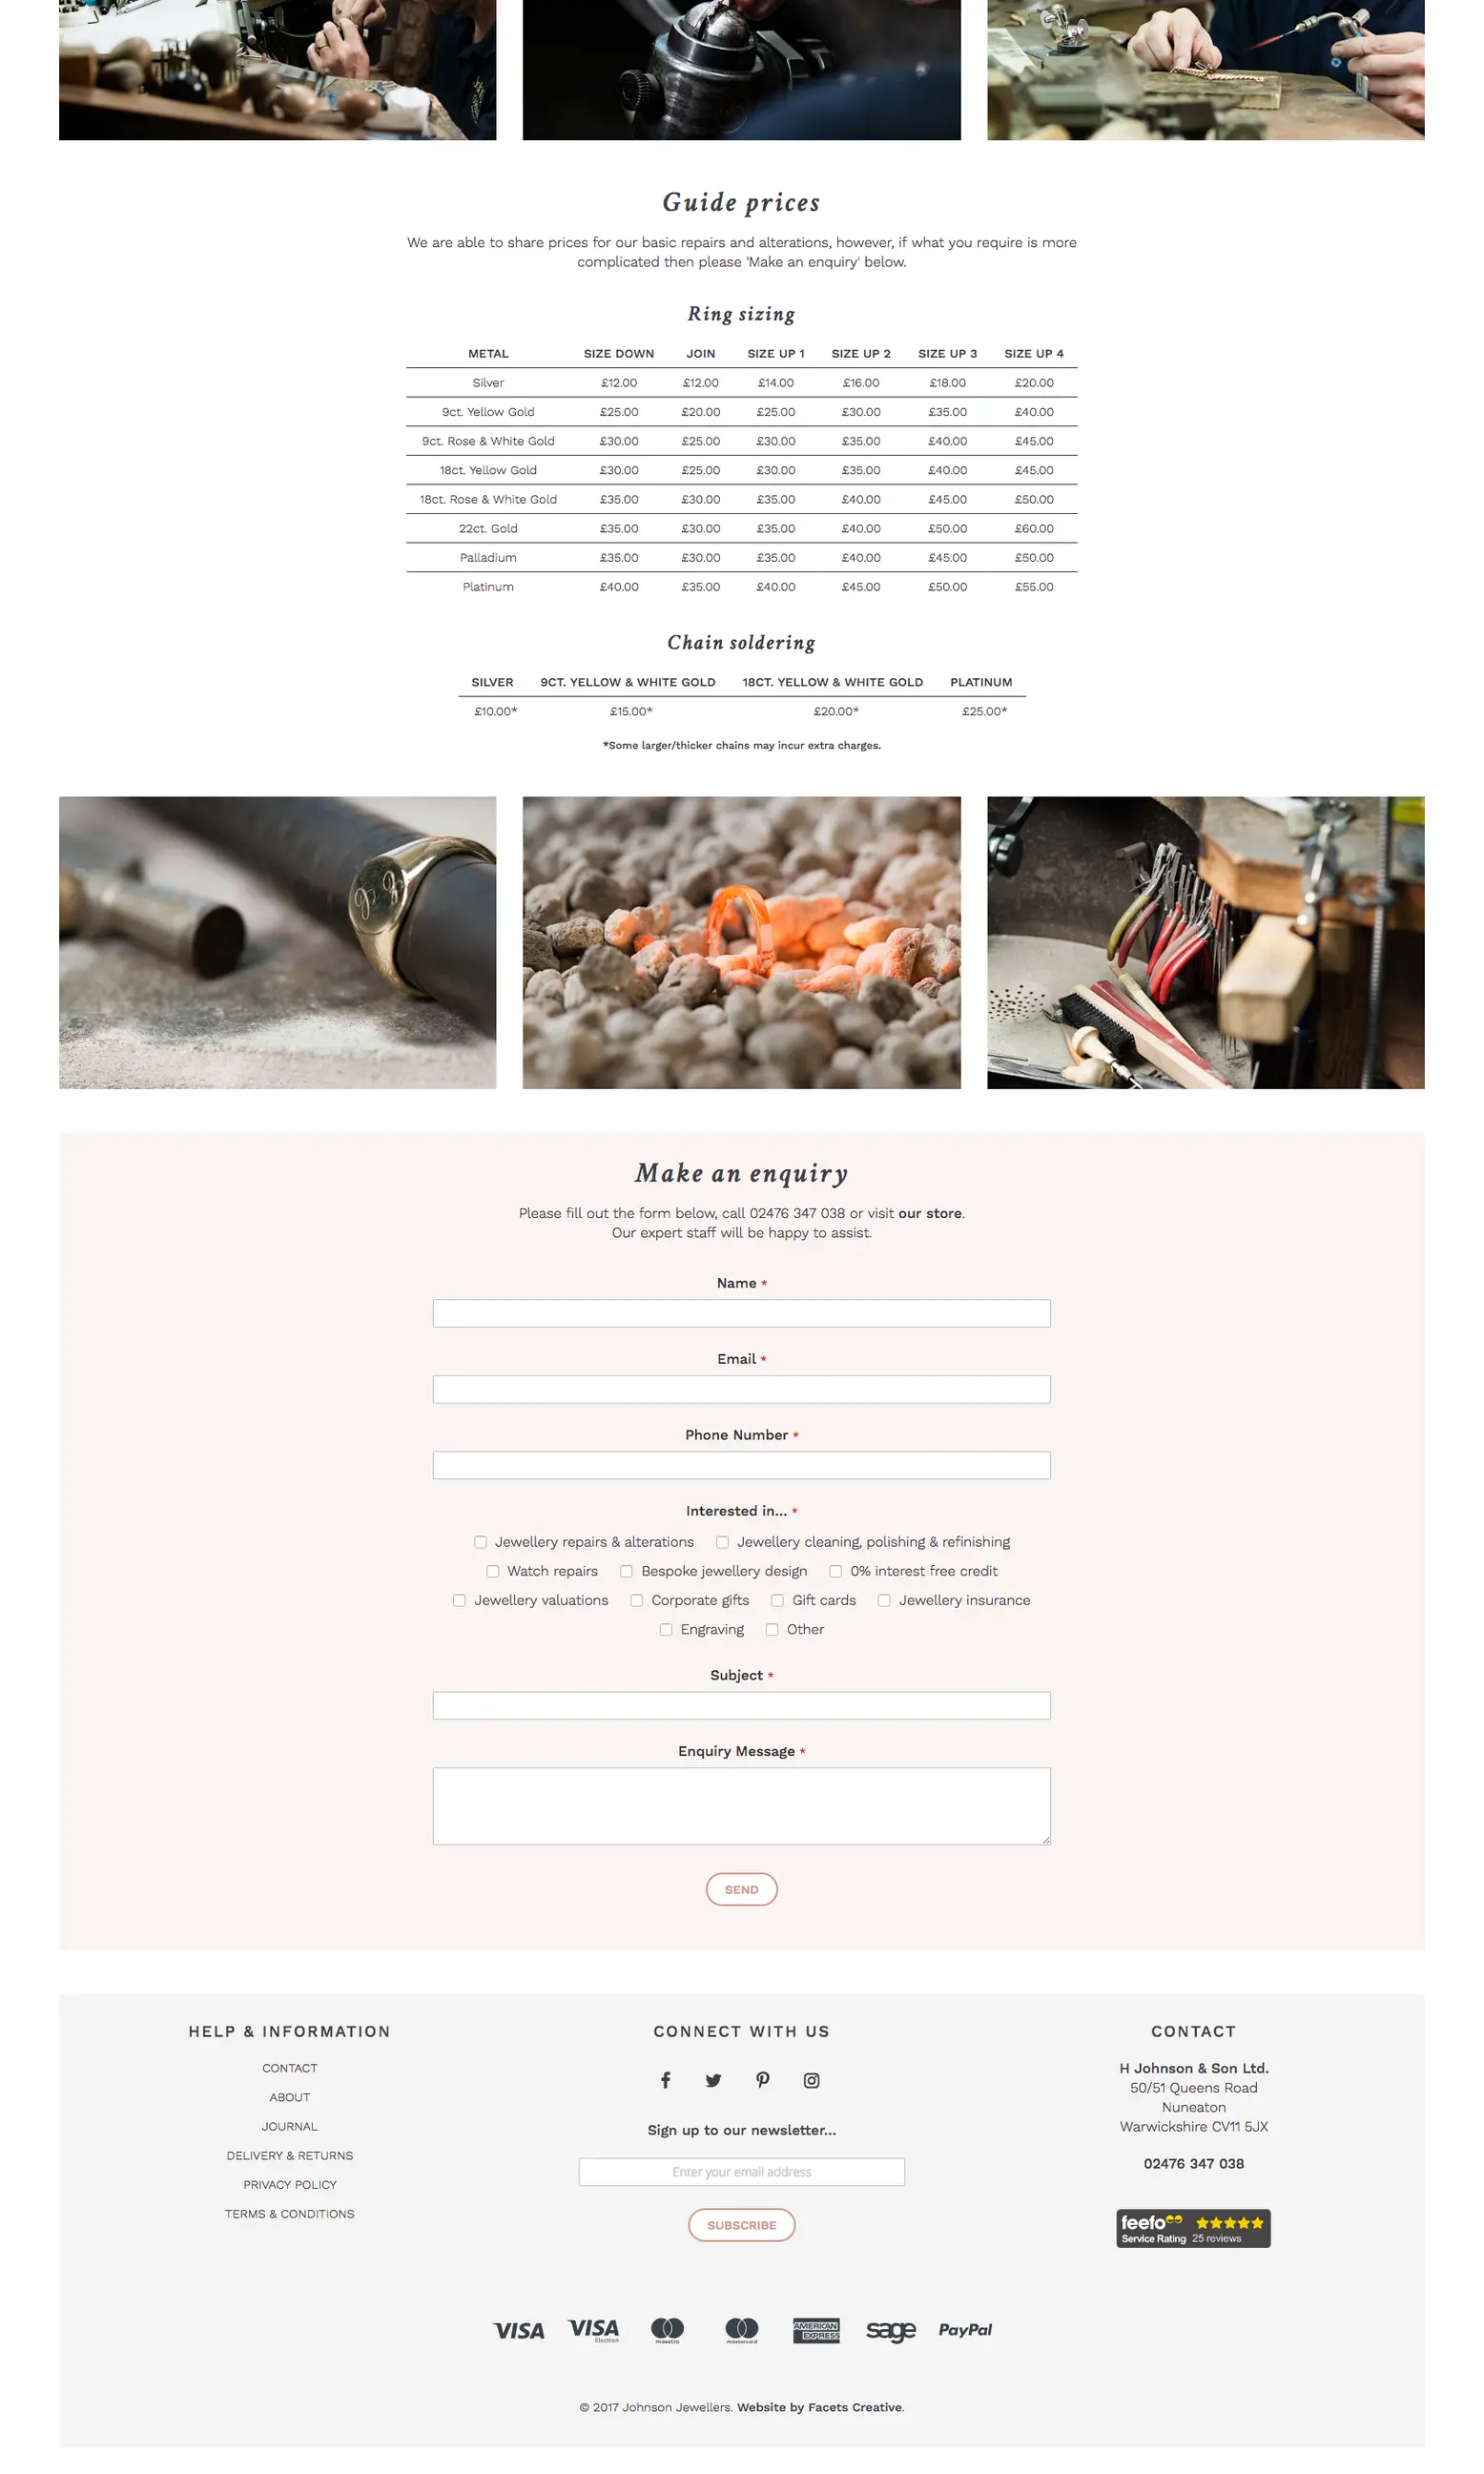 Guide prices
We are able to share prices for our basic repairs and alterations, however, if what you require is more
complicated then please 'Make an enquiry' below.
Ring sizing
METAL SIZE DOWN JOIN SIZE UP 1 SIZE UP 2 SIZE UP 3 SIZE UP 4
Silver £12.00 £12.00 £14.00 £16.00 £18.00 £20.00
9ct. Yellow Gold £25.00 £20.00 £25.00 £30.00 £35.00 £40.00
9ct. Rose & White Gold £30.00 £25.00 £30.00 £35.00 £40.00 £45.00
18ct. Yellow Gold £30.00 £25.00 £30.00 £35.00 £40.00 £45.00
18ct. Rose & White Gold £35.00 £30.00 £35.00 £40.00 £45.00 £50.00
22ct. Gold £35.00 £30.00 £35.00 £40.00 £50.00 £60.00
Palladium £35.00 £30.00 £35.00 £40.00 £45.00 £50.00
Platinum £40.00 £35.00 £40.00 £45.00 £50.00 £55.00
Chain soldering
SILVER 9CT. YELLOW & WHITE GOLD 18CT. YELLOW & WHITE GOLD PLATINUM
£10.00* £15.00* £20.00* £25.00*
*Some larger/thicker chains may incur extra charges.
Make an enquiry
Please fill out the form below, call 02476 347 038 or visit our store.
Our expert staff will be happy to assist.
Name *
Email *
Phone Number *
Interested in... *
Jewellery repairs & alterations Jewellery cleaning, polishing & refinishing
Watch repairs Bespoke jewellery design 0% interest free credit
Jewellery valuations Corporate gifts Gift cards Jewellery insurance
Engraving Other
Subject *
Enquiry Message *
SEND
HELP & INFORMATION
CONTACT
ABOUT
JOURNAL
DELIVERY & RETURNS
PRIVACY POLICY
TERMS & CONDITIONS
CONNECT WITH US
Sign up to our newsletter...
Enter your email address
SUBSCRIBE
CONTACT
H Johnson & Son Ltd.
50/51 Queens Road
Nuneaton
Warwickshire CV11 5JX
02476 347 038
feefo
Service Rating 25 reviews
VISA VISA Electron maestro mastercard AMERICAN EXPRESS sage PayPal
© 2017 Johnson Jewellers. Website by Facets Creative.